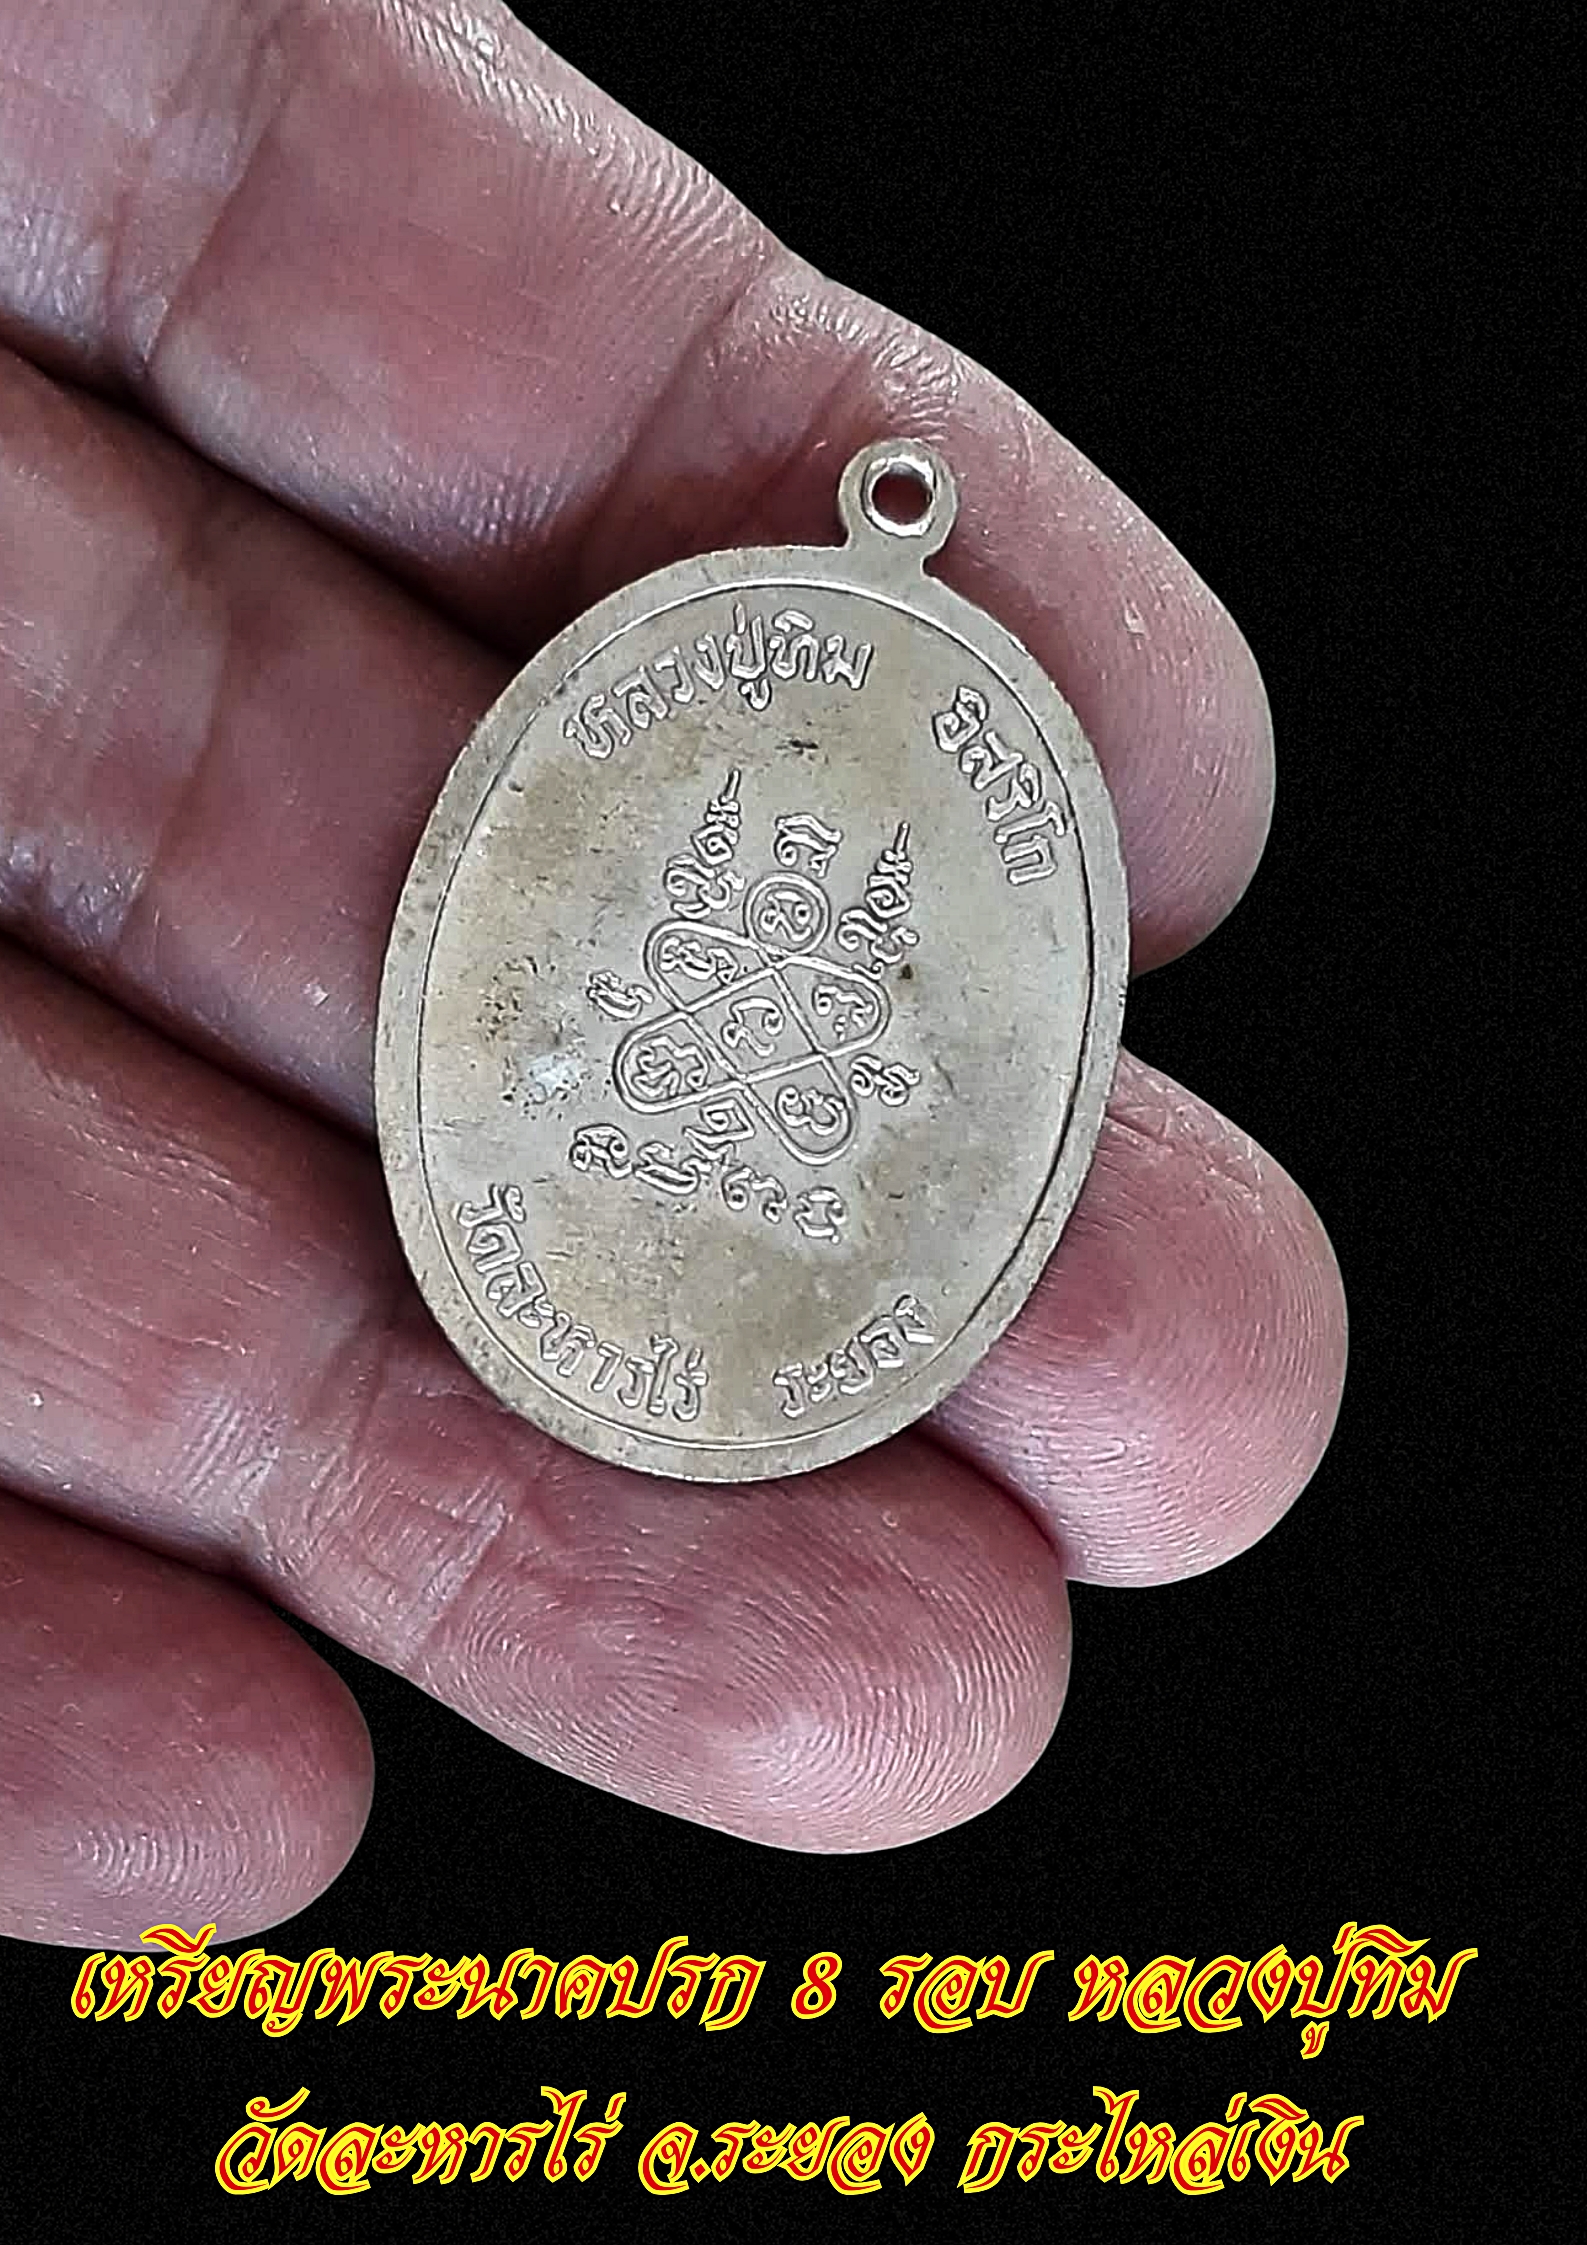 หลวงปู่ทิม อิสริโก
วัดละหารไร่ ระยอง
เหรียญพระนาคปรก 8 รอบ หลวงปู่ทิม
วัดละหารไร่ จ.ระยอง กระไหล่เงิน